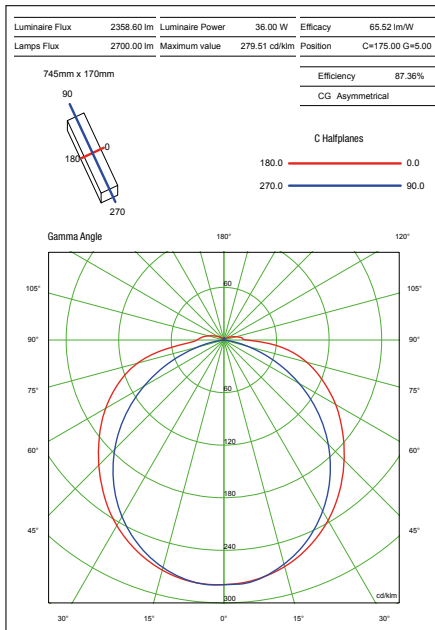 Luminaire Flux 2358.60 lm Luminaire Power 36.00 W Efficacy 65.52 lm/W
Lamps Flux 2700.00 lm Maximum value 279.51 cd/klm Position C=175.00 G=5.00
745mm x 170mm
Efficiency 87.36%
CG Asymmetrical
90
0
180
270
C Halfplanes
180.0 0.0
270.0 90.0
Gamma Angle 180° 120°
105° 105°
60
90° 90°
75° 60 75°
120
60° 60°
180
45° 45°
240
cd/klm
300
30° 15° 0° 15° 30°